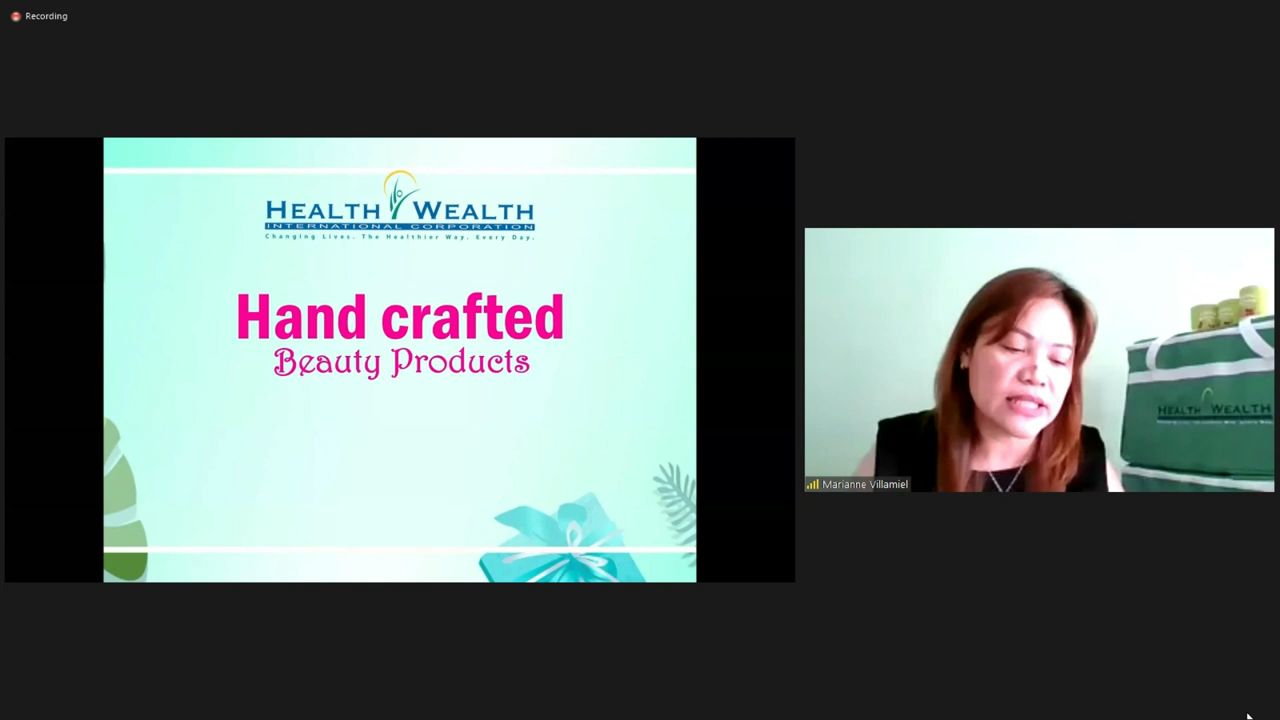 Recording
HEALTH WEALTH
INTERNATIONAL CORPORATION
Changing Lives. The Healthier Way. Every Day.
Hand crafted
Beauty Products
HEALTH WEALTH
Marianne Villamiel